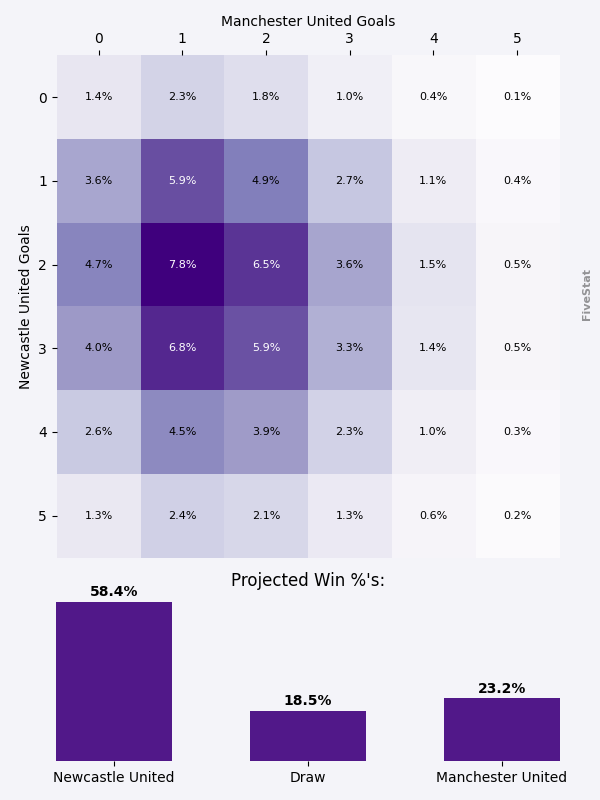 Manchester United Goals
0 1 2 3 4 5
0 1.4% 2.3% 1.8% 1.0% 0.4% 0.1%
1 3.6% 5.9% 4.9% 2.7% 1.1% 0.4%
2 4.7% 7.8% 6.5% 3.6% 1.5% 0.5%
3 4.0% 6.8% 5.9% 3.3% 1.4% 0.5%
4 2.6% 4.5% 3.9% 2.3% 1.0% 0.3%
5 1.3% 2.4% 2.1% 1.3% 0.6% 0.2%
Newcastle United Goals
FiveStat
Projected Win %'s:
58.4% 18.5% 23.2%
Newcastle United Draw Manchester United